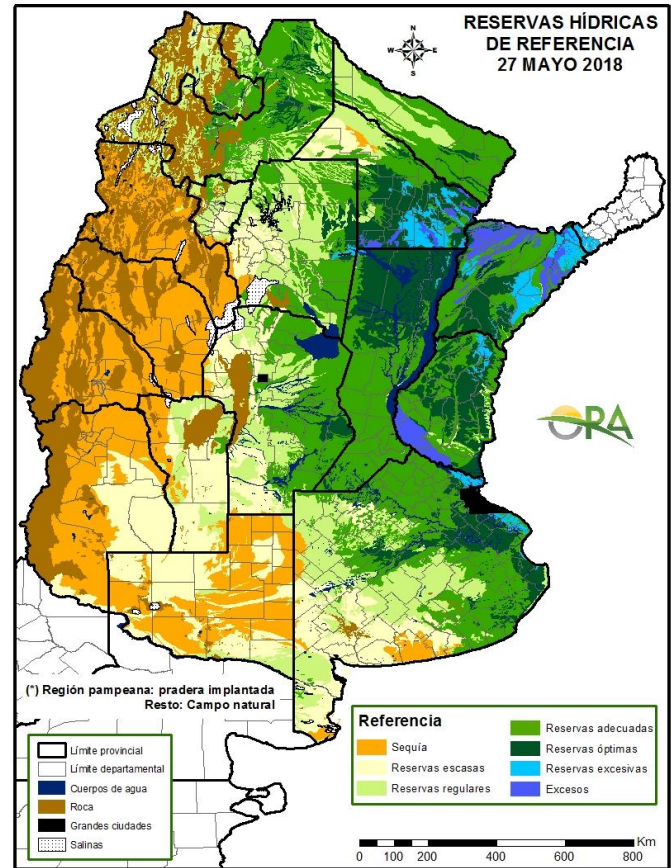 RESERVAS HÍDRICAS
DE REFERENCIA
27 MAYO 2018
N
W E
S
ORA
(*) Región pampeana: pradera implantada
Resto: Campo natural
Límite provincial
Límite departamental
Cuerpos de agua
Roca
Grandes ciudades
Salinas
Referencia
Sequía
Reservas escasas
Reservas regulares
Reservas adecuadas
Reservas óptimas
Reservas excesivas
Excesos
Km
0 100 200 400 600 800